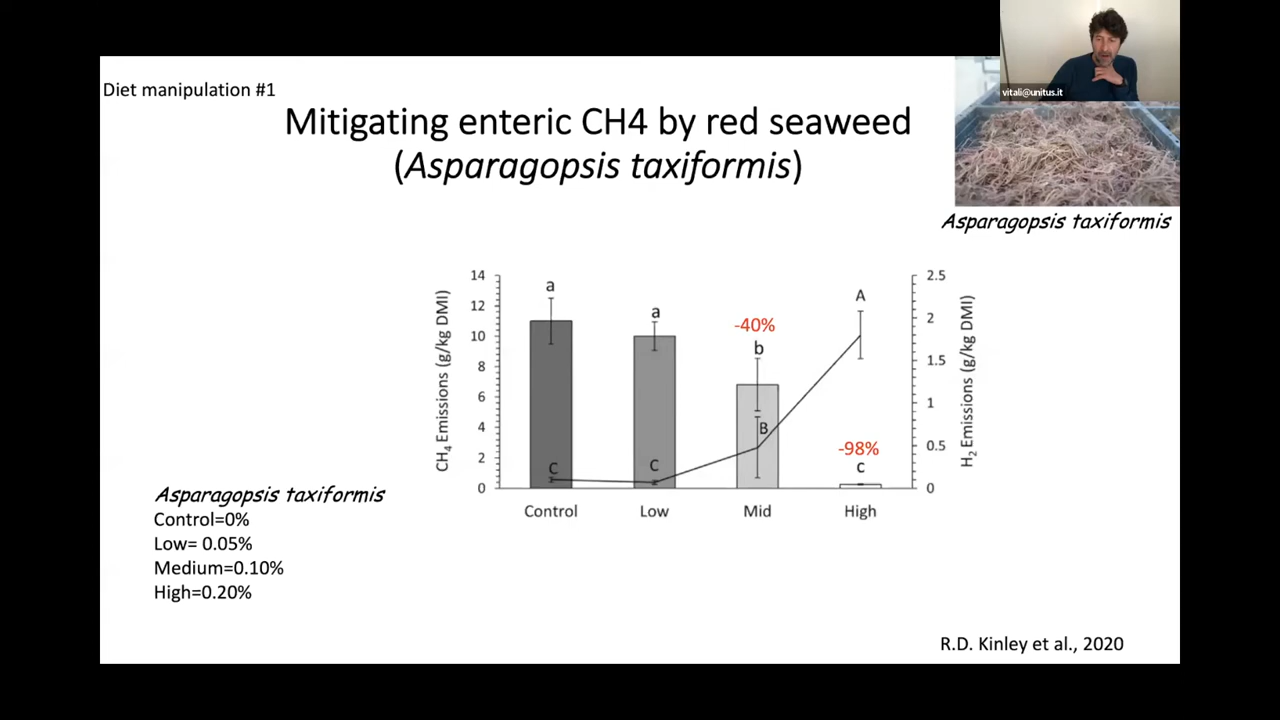 Diet manipulation #1
Mitigating enteric CH4 by red seaweed
(Asparagopsis taxiformis)
vitali@unitus.it
Asparagopsis taxiformis
CH4 Emissions (g/kg DMI)
14
12
10
8
6
4
2
0
a
a
-40%
b
A
B
-98%
c
C
C
2.5
2
1.5
1
0.5
0
H2 Emissions (g/kg DMI)
Control Low Mid High
Asparagopsis taxiformis
Control=0%
Low= 0.05%
Medium=0.10%
High=0.20%
R.D. Kinley et al., 2020